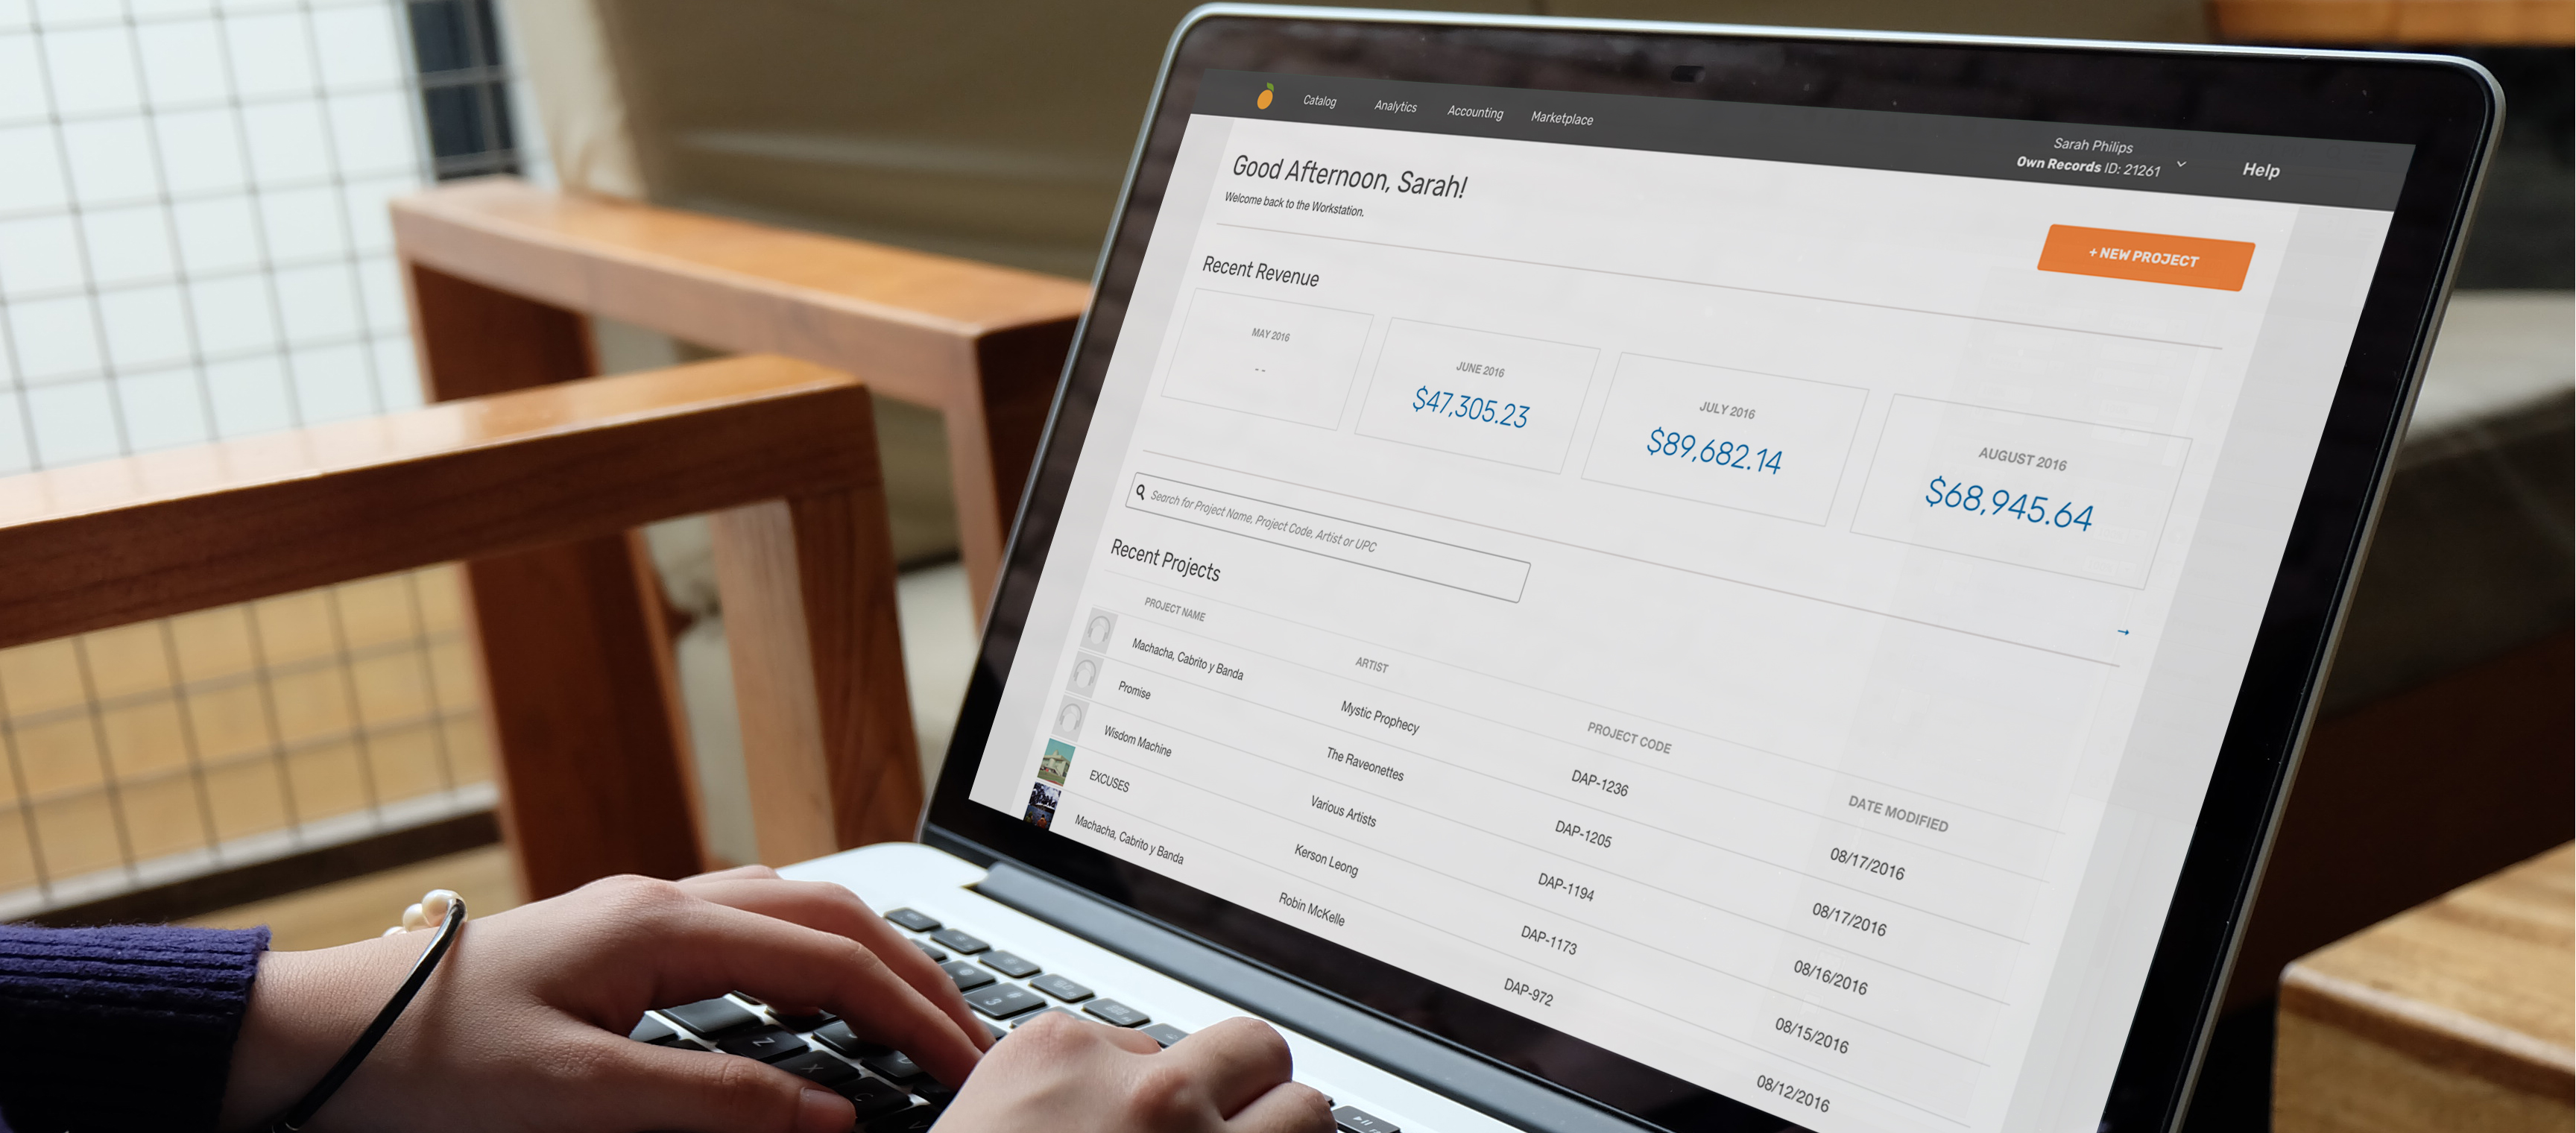 Catalog Analytics Accounting Marketplace
Sarah Philips
Own Records ID: 21261
Help
Good Afternoon, Sarah!
Welcome back to the Workstation.
+ NEW PROJECT
Recent Revenue
MAY 2016
--
JUNE 2016
$47,305.23
JULY 2016
$89,682.14
AUGUST 2016
$68,945.64
→
Search for Project Name, Project Code, Artist or UPC
Recent Projects
PROJECT NAME ARTIST PROJECT CODE DATE MODIFIED
Machacha, Cabrito y Banda Mystic Prophecy DAP-1236 08/17/2016
Promise The Raveonettes DAP-1205 08/17/2016
Wisdom Machine Various Artists DAP-1194 08/16/2016
EXCUSES Kerson Leong DAP-1173 08/15/2016
Machacha, Cabrito y Banda Robin McKelle DAP-972 08/12/2016
3
Z
X
C
V